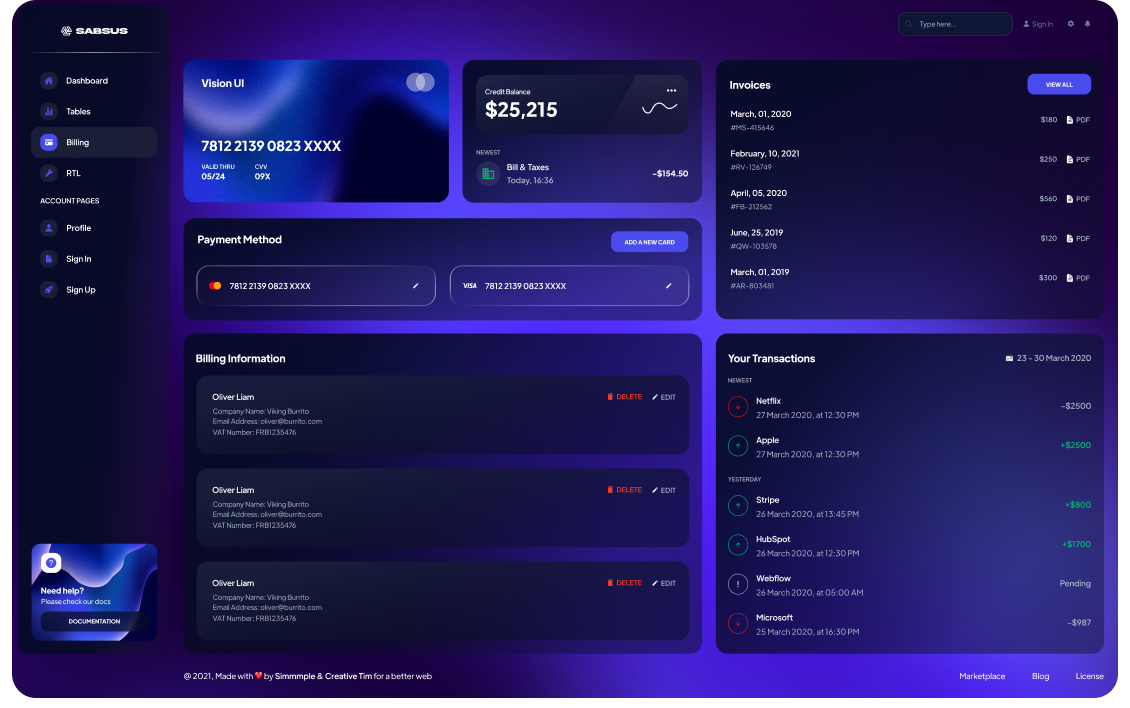 SABSUS
Type here...
Sign In
Dashboard
Tables
Billing
RTL
ACCOUNT PAGES
Profile
Sign In
Sign Up
Need help?
Please check our docs
DOCUMENTATION
Vision UI
7812 2139 0823 XXXX
VALID THRU CVV
05/24 09X
Credit Balance
$25,215
NEWEST
Bill & Taxes
Today, 16:36
-$154.50
Payment Method
ADD A NEW CARD
7812 2139 0823 XXXX
VISA 7812 2139 0823 XXXX
Invoices
VIEW ALL
March, 01, 2020
#MS-415646
$180 PDF
February, 10, 2021
#RV-126749
$250 PDF
April, 05, 2020
#FB-212562
$560 PDF
June, 25, 2019
#QW-103578
$120 PDF
March, 01, 2019
#AR-803481
$300 PDF
Billing Information
Oliver Liam
DELETE EDIT
Company Name: Viking Burrito
Email Address: oliver@burrito.com
VAT Number: FRB1235476
Oliver Liam
DELETE EDIT
Company Name: Viking Burrito
Email Address: oliver@burrito.com
VAT Number: FRB1235476
Oliver Liam
DELETE EDIT
Company Name: Viking Burrito
Email Address: oliver@burrito.com
VAT Number: FRB1235476
Your Transactions
23 - 30 March 2020
NEWEST
Netflix
27 March 2020, at 12:30 PM
-$2500
Apple
27 March 2020, at 12:30 PM
+$2500
YESTERDAY
Stripe
26 March 2020, at 13:45 PM
+$800
HubSpot
26 March 2020, at 12:30 PM
+$1700
Webflow
26 March 2020, at 05:00 AM
Pending
Microsoft
25 March 2020, at 16:30 PM
-$987
@ 2021, Made with ❤️ by Simmmple & Creative Tim for a better web
Marketplace Blog License